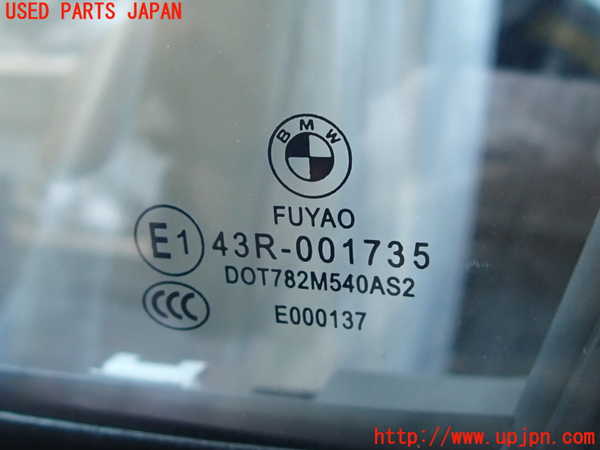 USED PARTS JAPAN
BMW
FUYAO
E1 43R-001735
DOT782M540AS2
CCC
E000137
http://www.upjpn.com/